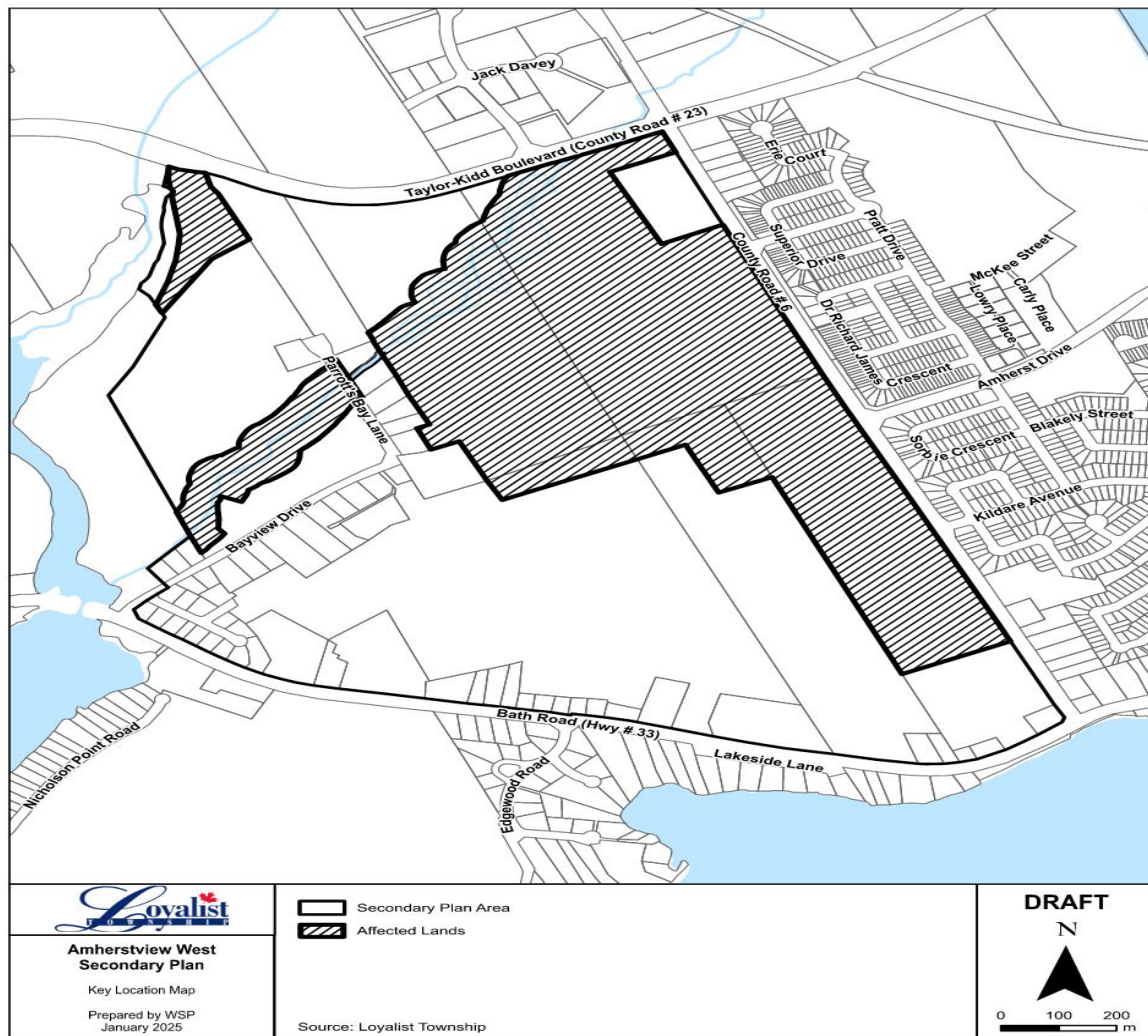 Jack Davey
Taylor-Kidd Boulevard (County Road # 23)
Erie Court
Superior Drive
Pratt Drive
County Road # 6
McKee Street
Carly Place
Lowry Place
Dr Richard James Crescent
Amherst Drive
Parrott's Bay Lane
Sorbie Crescent
Blakely Street
Kildare Avenue
Bayview Drive
Bath Road (Hwy # 33)
Lakeside Lane
Nicholson Point Road
Edgewood Road
Loyalist
TOWNSHIP
Amherstview West
Secondary Plan
Key Location Map
Prepared by WSP
January 2025
Secondary Plan Area
Affected Lands
Source: Loyalist Township
DRAFT
N
0 100 200
m